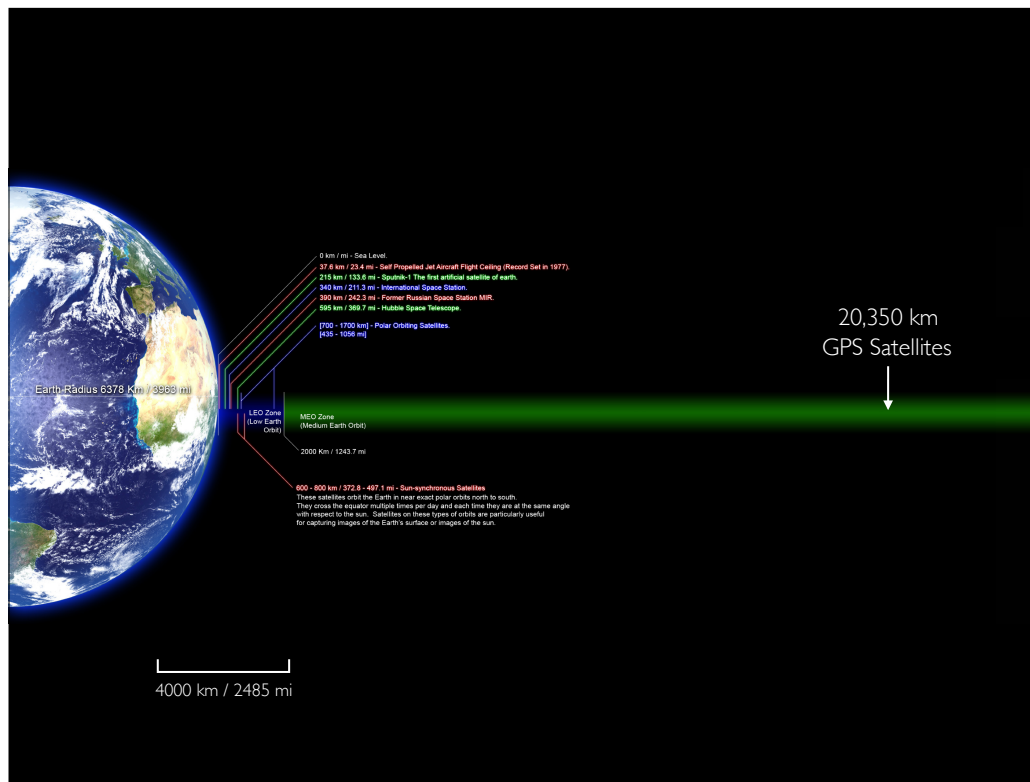 0 km / mi - Sea Level.
37.6 km / 23.4 mi - Self Propelled Jet Aircraft Flight Ceiling (Record Set in 1977).
215 km / 133.6 mi - Sputnik-1 The first artificial satellite of earth.
340 km / 211.3 mi - International Space Station.
390 km / 242.3 mi - Former Russian Space Station MIR.
595 km / 369.7 mi - Hubble Space Telescope.
[700 - 1700 km] - Polar Orbiting Satellites.
[435 - 1056 mi]
20,350 km
GPS Satellites
Earth Radius 6378 Km / 3963 mi
LEO Zone
(Low Earth
Orbit)
MEO Zone
(Medium Earth Orbit)
2000 Km / 1243.7 mi
600 - 800 km / 372.8 - 497.1 mi - Sun-synchronous Satellites
These satellites orbit the Earth in near exact polar orbits north to south.
They cross the equator multiple times per day and each time they are at the same angle
with respect to the sun.  Satellites on these types of orbits are particularly useful
for capturing images of the Earth's surface or images of the sun.
4000 km / 2485 mi